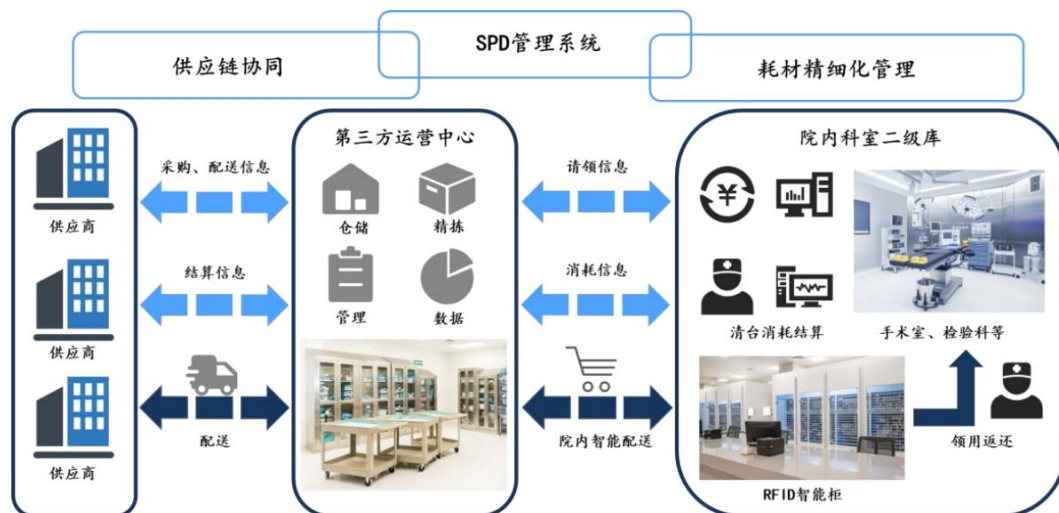 SPD管理系统
供应链协同
耗材精细化管理
供应商
供应商
供应商
采购、配送信息
结算信息
配送
第三方运营中心
仓储
精拣
管理
数据
请领信息
消耗信息
院内智能配送
院内科室二级库
清台消耗结算
手术室、检验科等
RFID智能柜
领用返还